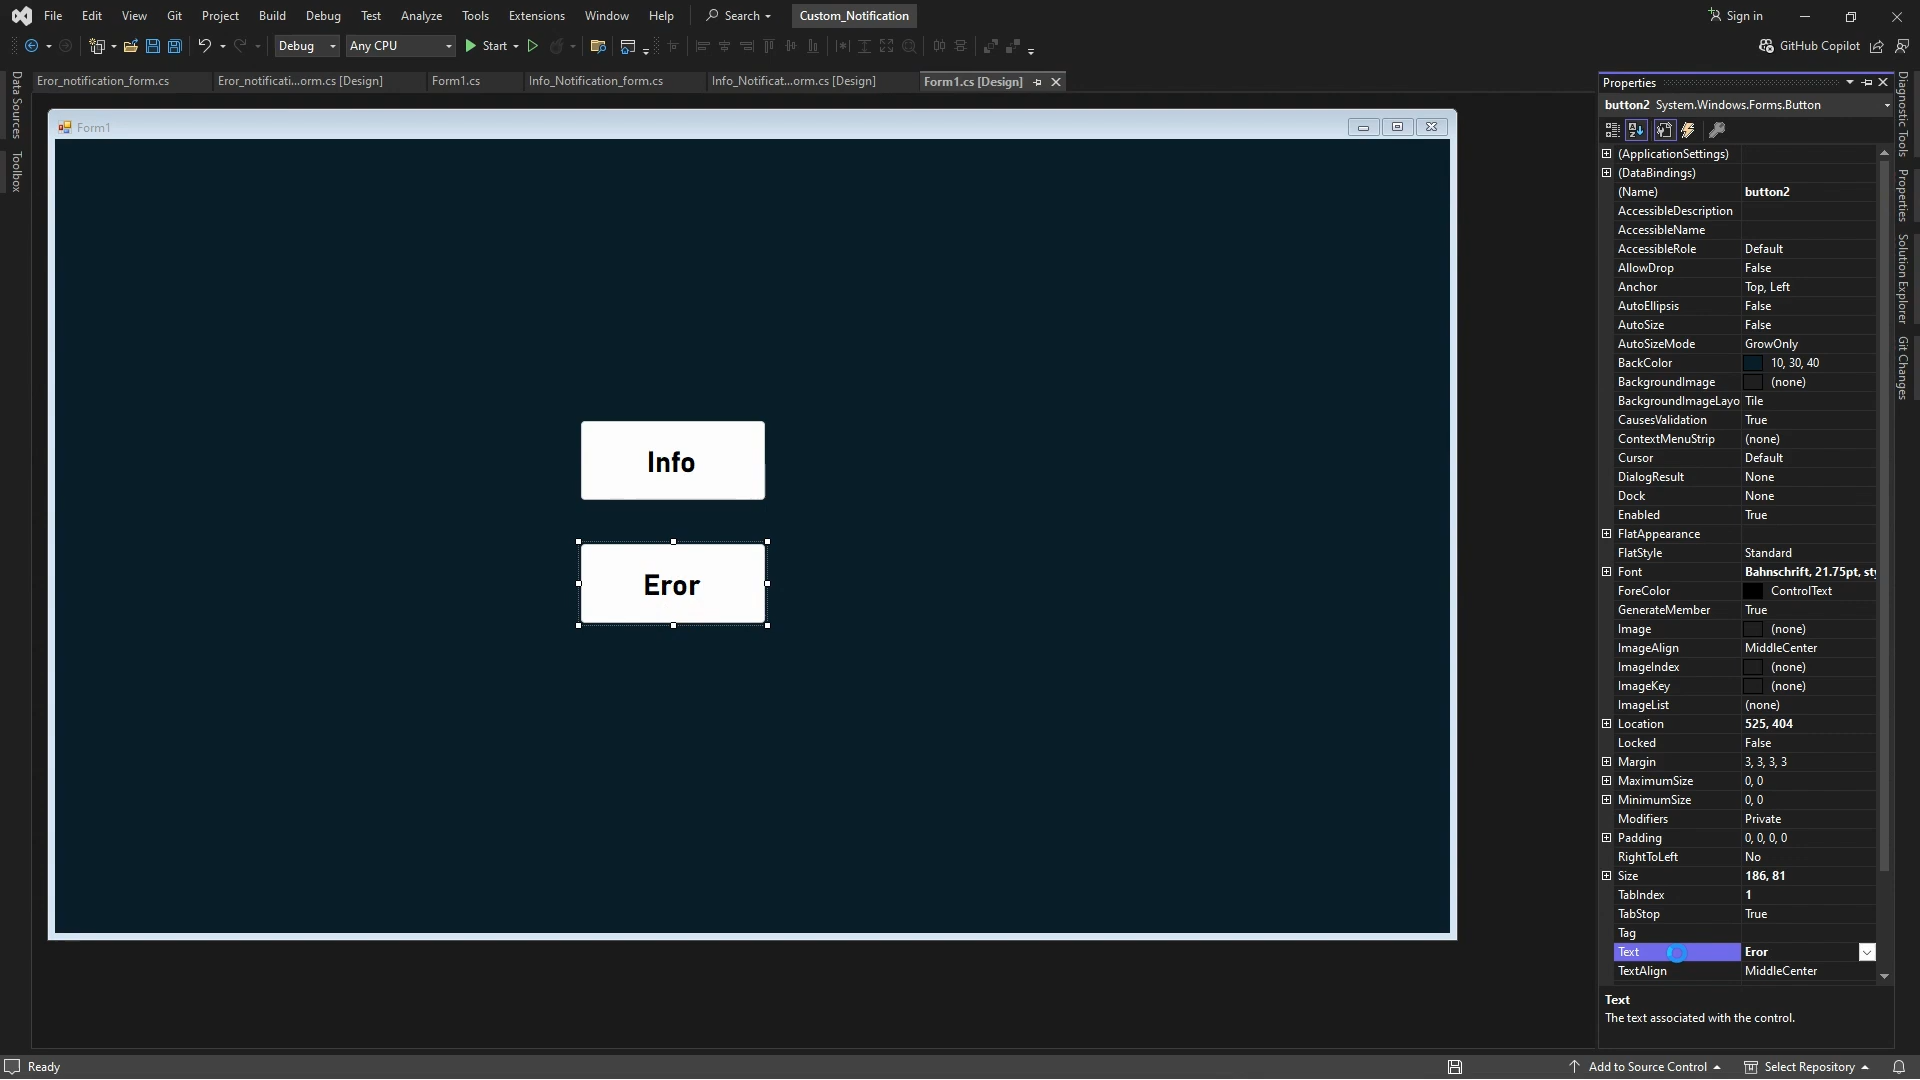 File Edit View Git Project Build Debug Test Analyze Tools Extensions Window Help Search Custom_Notification Sign in
Debug Any CPU Start GitHub Copilot
Eror_notification_form.cs Eror_notificati...orm.cs [Design] Form1.cs Info_Notification_form.cs Info_Notificat...orm.cs [Design] Form1.cs [Design]
Data Sources
Toolbox
Form1
Info
Eror
Properties
button2 System.Windows.Forms.Button
(ApplicationSettings)
(DataBindings)
(Name) button2
AccessibleDescription
AccessibleName
AccessibleRole Default
AllowDrop False
Anchor Top, Left
AutoEllipsis False
AutoSize False
AutoSizeMode GrowOnly
BackColor 10, 30, 40
BackgroundImage (none)
BackgroundImageLayo Tile
CausesValidation True
ContextMenuStrip (none)
Cursor Default
DialogResult None
Dock None
Enabled True
FlatAppearance
FlatStyle Standard
Font Bahnschrift, 21.75pt, sty
ForeColor ControlText
GenerateMember True
Image (none)
ImageAlign MiddleCenter
ImageIndex (none)
ImageKey (none)
ImageList (none)
Location 525, 404
Locked False
Margin 3, 3, 3, 3
MaximumSize 0, 0
MinimumSize 0, 0
Modifiers Private
Padding 0, 0, 0, 0
RightToLeft No
Size 186, 81
TabIndex 1
TabStop True
Tag
Text Eror
TextAlign MiddleCenter
Text
The text associated with the control.
Diagnostic Tools
Properties
Solution Explorer
Git Changes
Ready Add to Source Control Select Repository